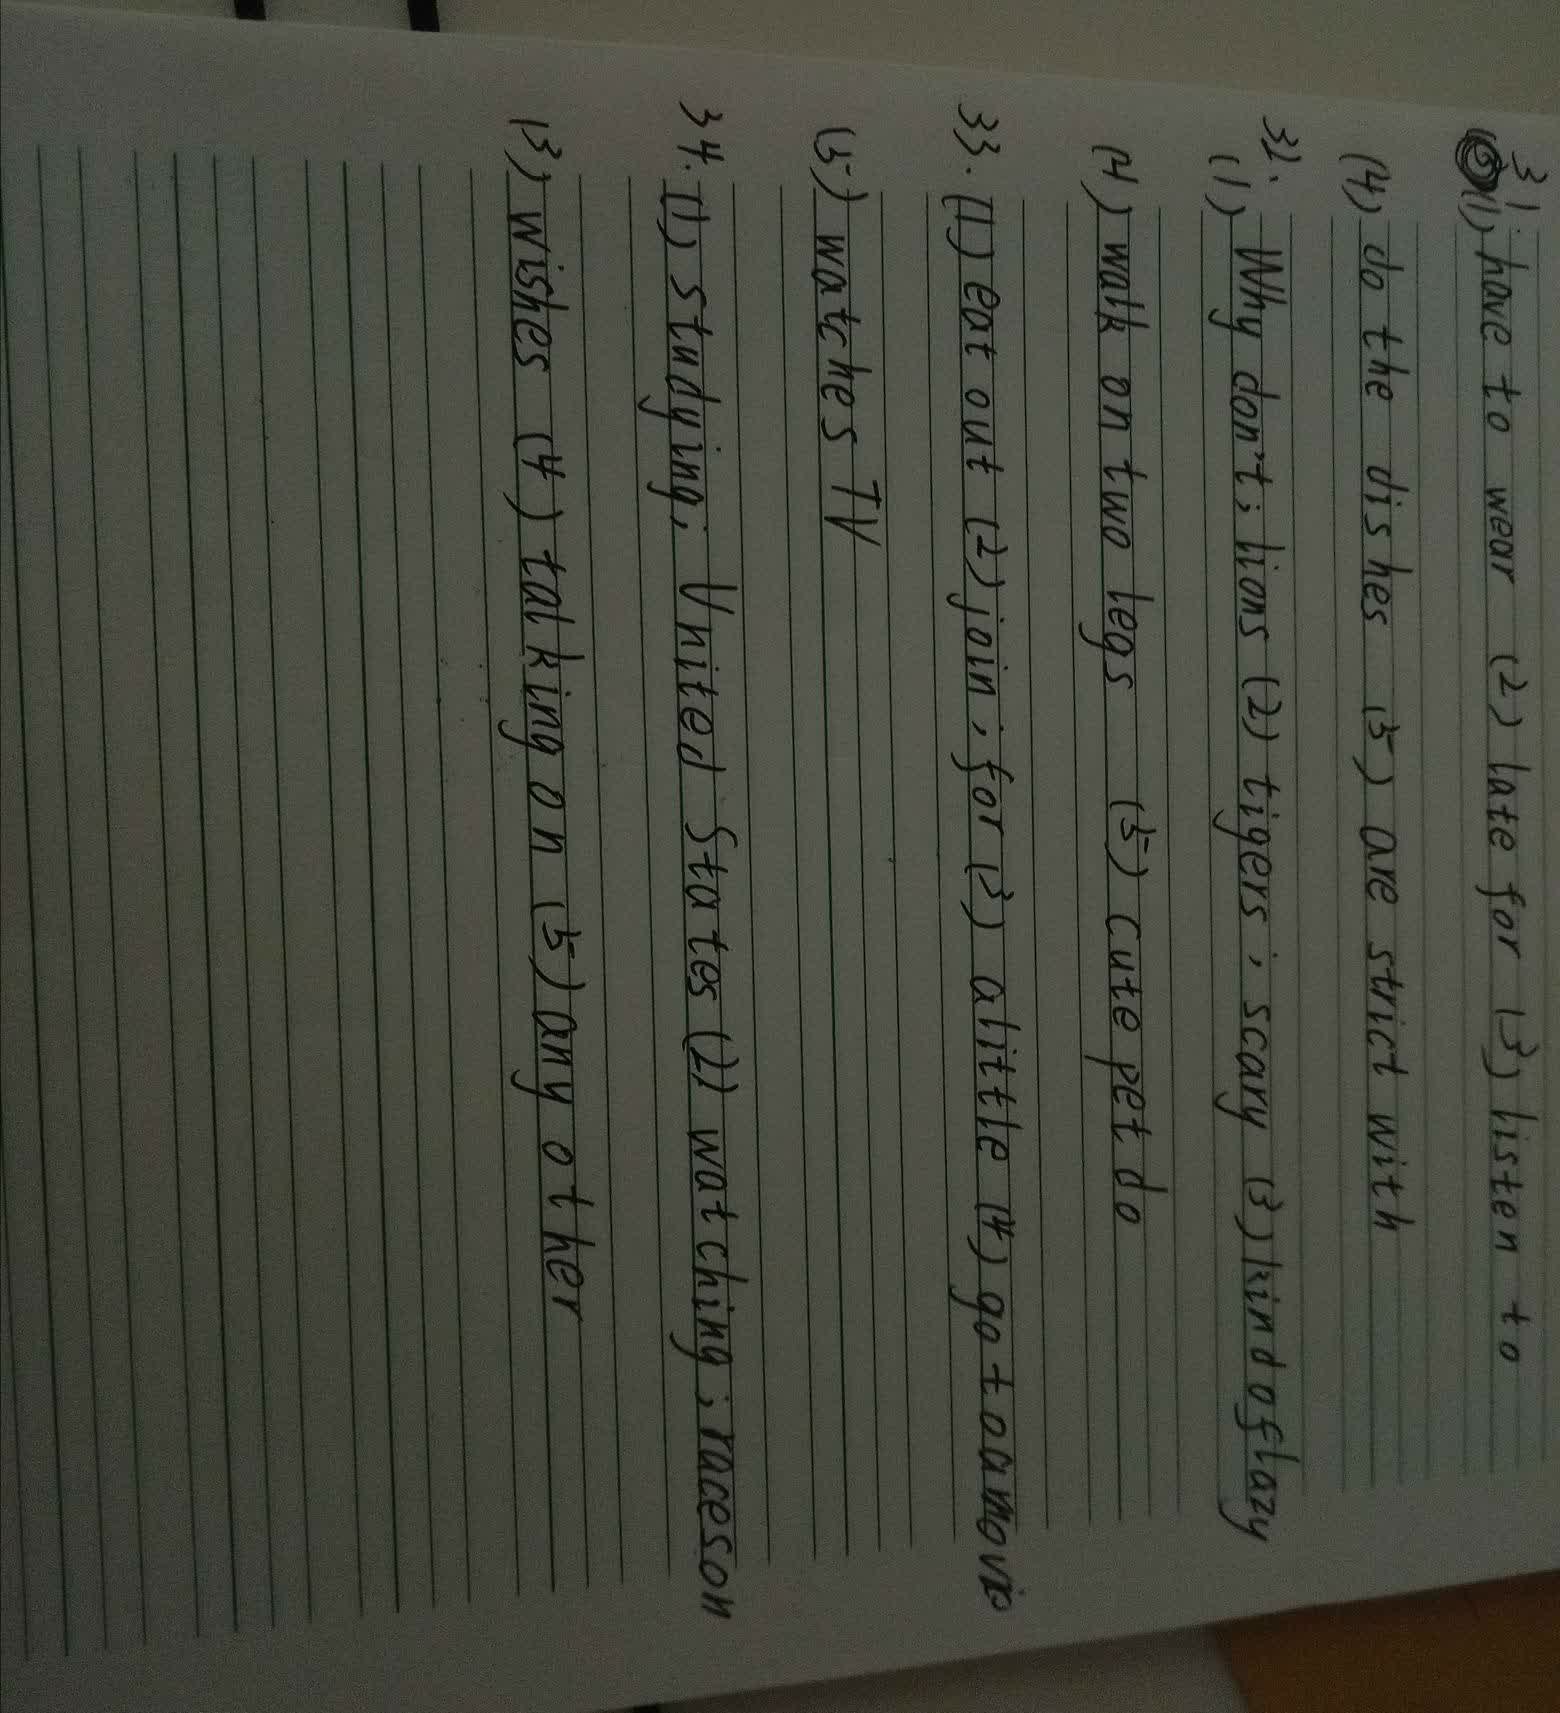 31.
(1) have to wear (2) late for (3) listen to
(4) do the dishes (5) are strict with
32.
(1) Why don't; lions (2) tigers; scary (3) kind of lazy
(4) walk on two legs (5) cute pet do
33. (1) eat out (2) join; for (3) a little (4) go to a movie
(5) watches TV
34. (1) studying; United States (2) watching; races on
(3) wishes (4) talking on (5) any other